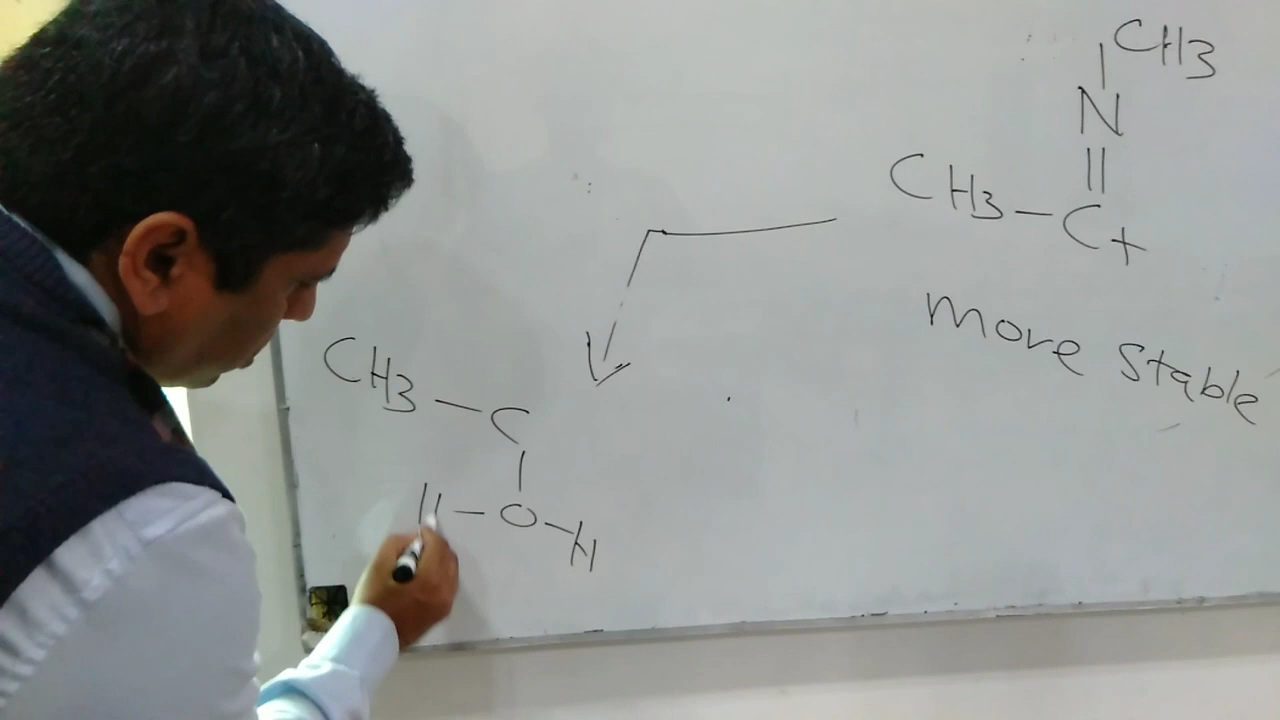 CH3
N
||
CH3 - C+
More stable
CH3 - C
|
H - O - H